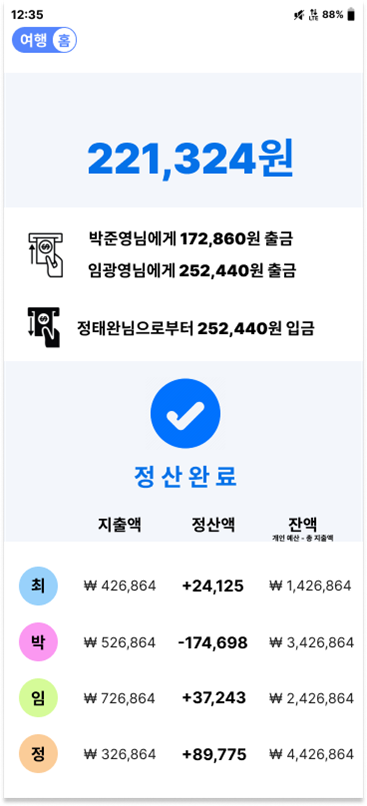 12:35 LTE 88%
여행 홈
221,324원
박준영님에게 172,860원 출금
임광영님에게 252,440원 출금
정태완님으로부터 252,440원 입금
정산완료
지출액 정산액 잔액
개인 예산 - 총 지출액
최 ₩ 426,864 +24,125 ₩ 1,426,864
박 ₩ 526,864 -174,698 ₩ 3,426,864
임 ₩ 726,864 +37,243 ₩ 2,426,864
정 ₩ 326,864 +89,775 ₩ 4,426,864